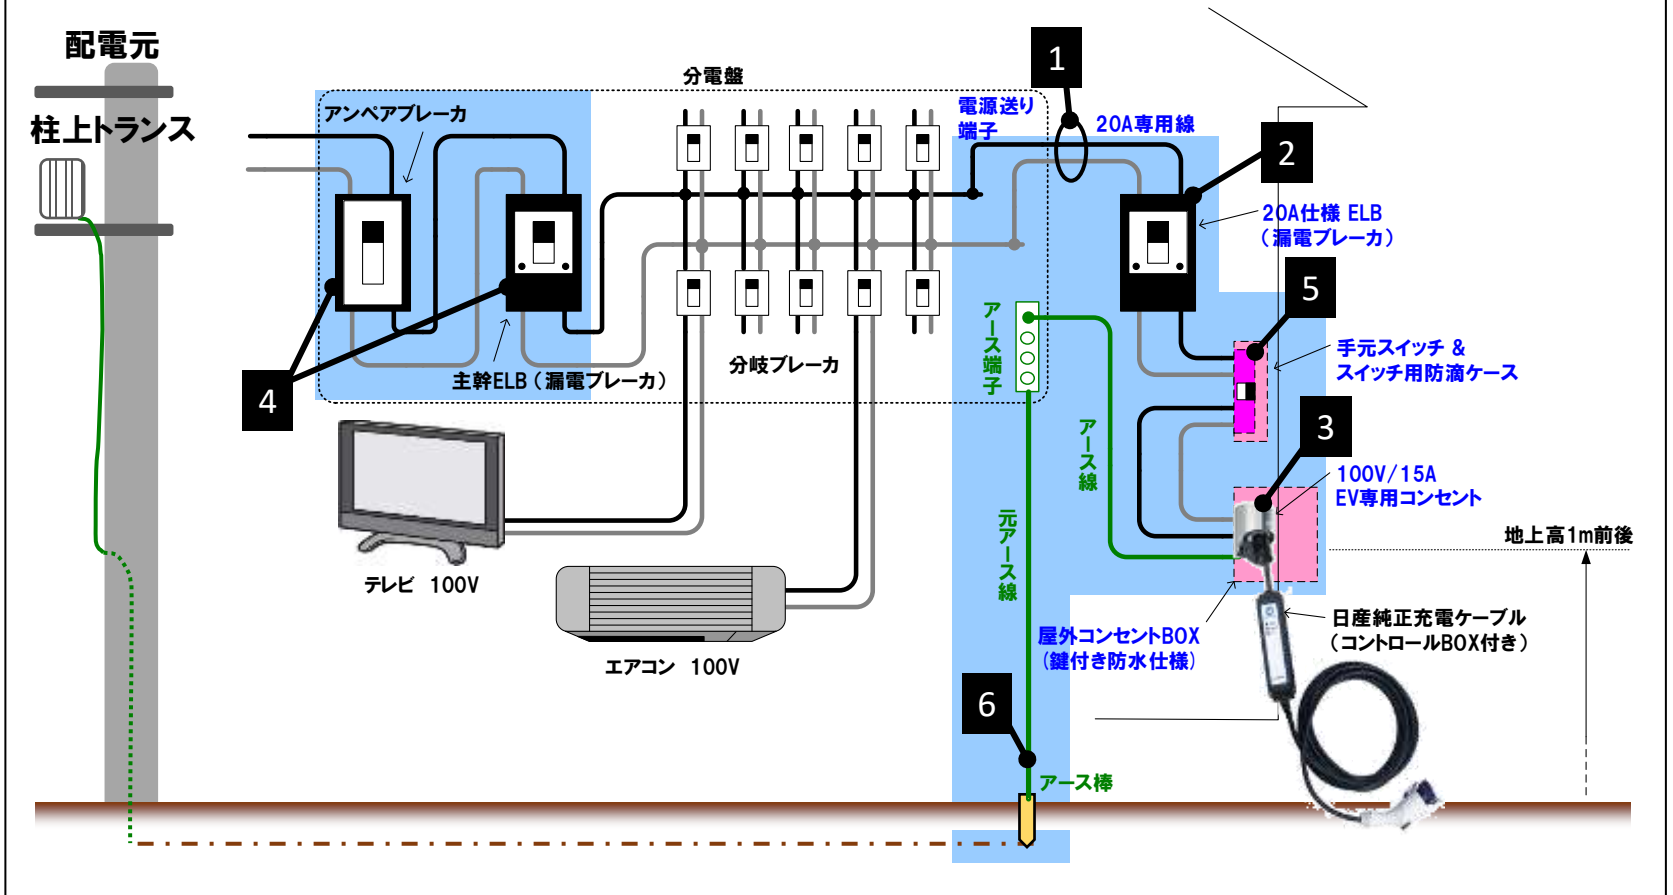 配電元
柱上トランス
アンペアブレーカ
分電盤
電源送り
端子
1
20A専用線
2
20A仕様 ELB
(漏電ブレーカ)
5
手元スイッチ &
スイッチ用防滴ケース
4
主幹ELB(漏電ブレーカ)
分岐ブレーカ
アース端子
アース線
3
100V/15A
EV専用コンセント
元アース線
地上高1m前後
テレビ 100V
エアコン 100V
屋外コンセントBOX
(鍵付き防水仕様)
日産純正充電ケーブル
(コントロールBOX付き)
6
アース棒